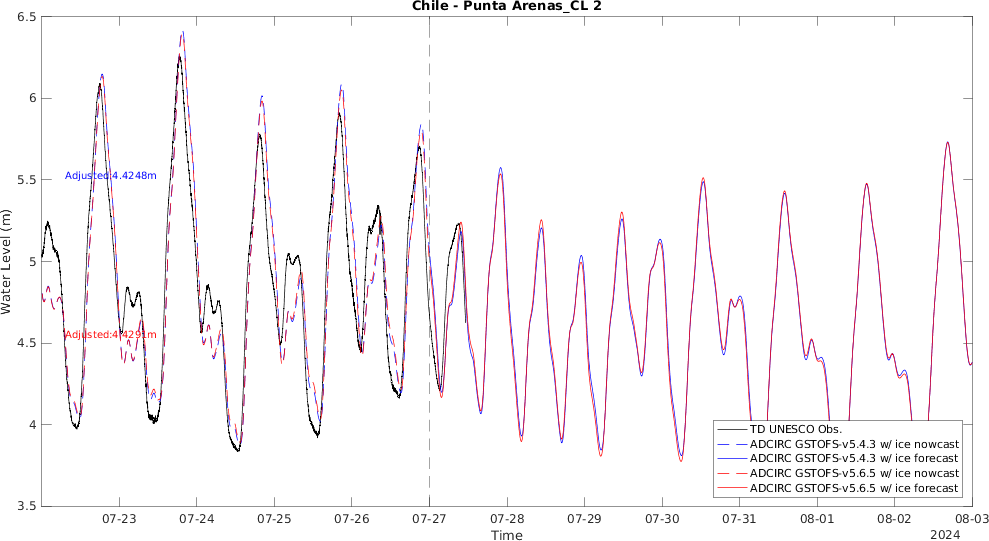 Chile - Punta Arenas_CL 2
6.5
6
5.5
5
4.5
4
3.5
Water Level (m)
Adjusted:4.4248m
Adjusted:4.4291m
TD UNESCO Obs.
ADCIRC GSTOFS-v5.4.3 w/ ice nowcast
ADCIRC GSTOFS-v5.4.3 w/ ice forecast
ADCIRC GSTOFS-v5.6.5 w/ ice nowcast
ADCIRC GSTOFS-v5.6.5 w/ ice forecast
07-23 07-24 07-25 07-26 07-27 07-28 07-29 07-30 07-31 08-01 08-02 08-03
Time
2024